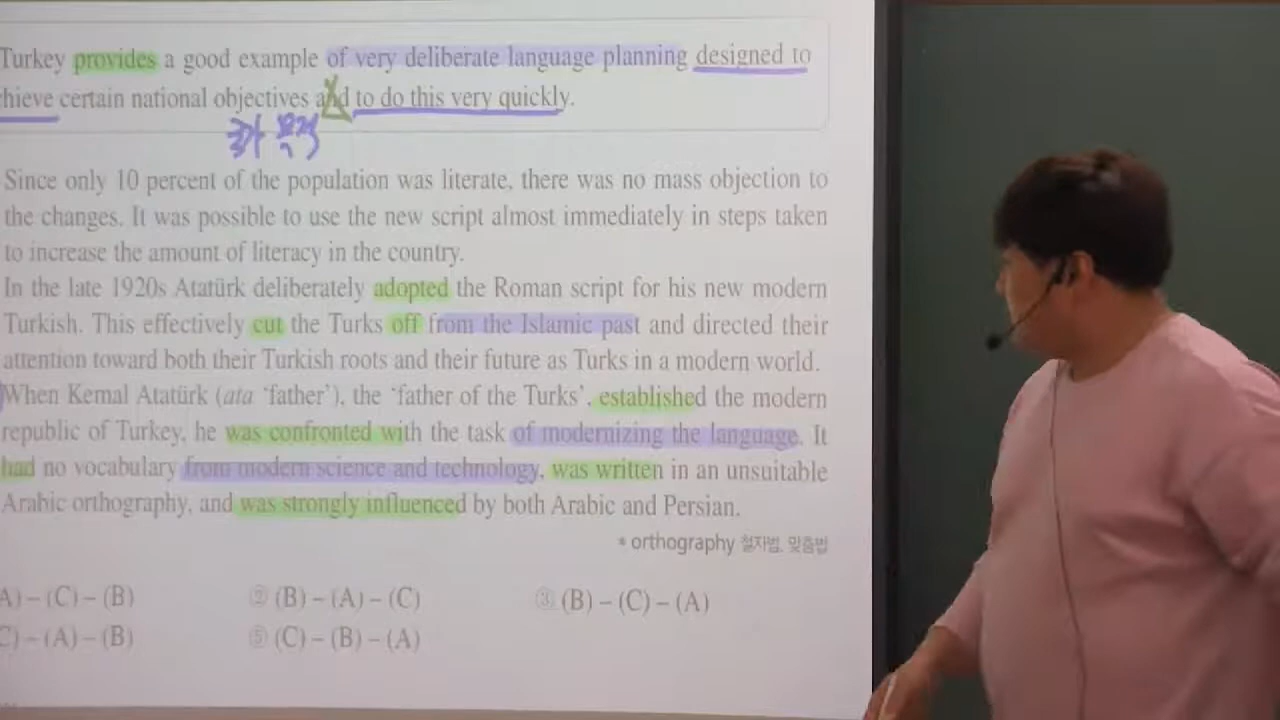 Turkey provides a good example of very deliberate language planning designed to
hieve certain national objectives and to do this very quickly.
Since only 10 percent of the population was literate, there was no mass objection to
the changes. It was possible to use the new script almost immediately in steps taken
to increase the amount of literacy in the country.
In the late 1920s Atatürk deliberately adopted the Roman script for his new modern
Turkish. This effectively cut the Turks off from the Islamic past and directed their
attention toward both their Turkish roots and their future as Turks in a modern world.
When Kemal Atatürk (ata ‘father’), the ‘father of the Turks’, established the modern
republic of Turkey, he was confronted with the task of modernizing the language. It
had no vocabulary from modern science and technology, was written in an unsuitable
Arabic orthography, and was strongly influenced by both Arabic and Persian.
* orthography 철자법, 맞춤법
A) – (C) – (B) ② (B) – (A) – (C) ③ (B) – (C) – (A)
C) – (A) – (B) ⑤ (C) – (B) – (A)